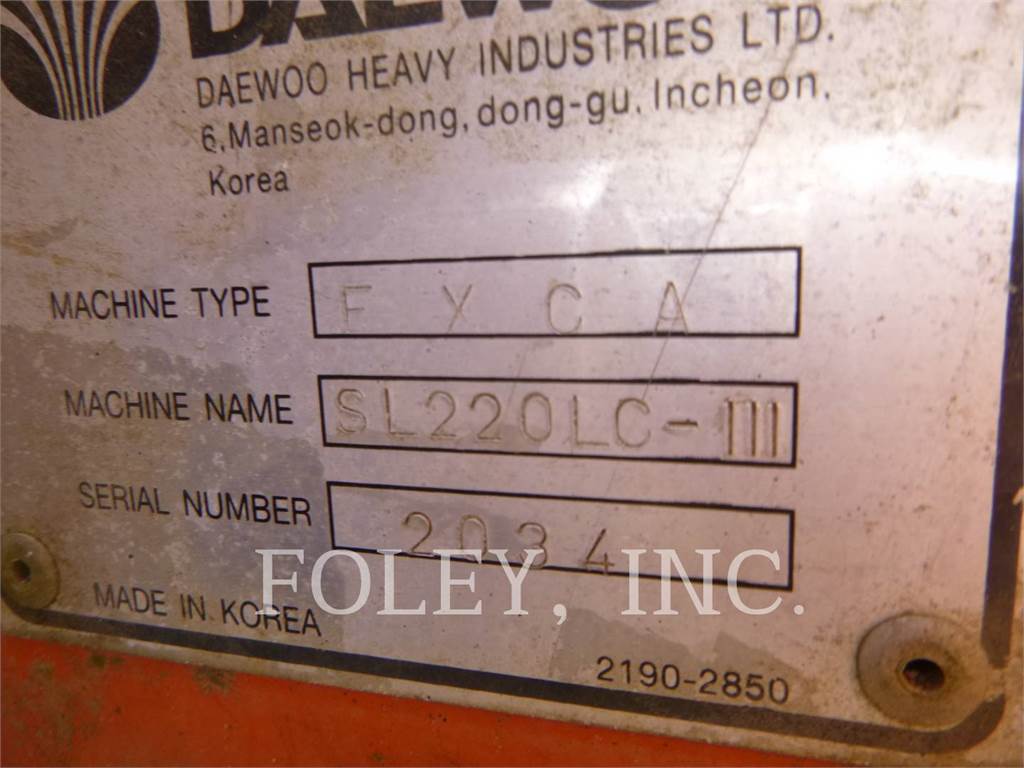 DAEWOO
DAEWOO HEAVY INDUSTRIES LTD.
6, Manseok-dong, dong-gu, Incheon,
Korea
MACHINE TYPE F X C A
MACHINE NAME SL220LC-III
SERIAL NUMBER 2034
FOLEY, INC.
MADE IN KOREA
2190-2850